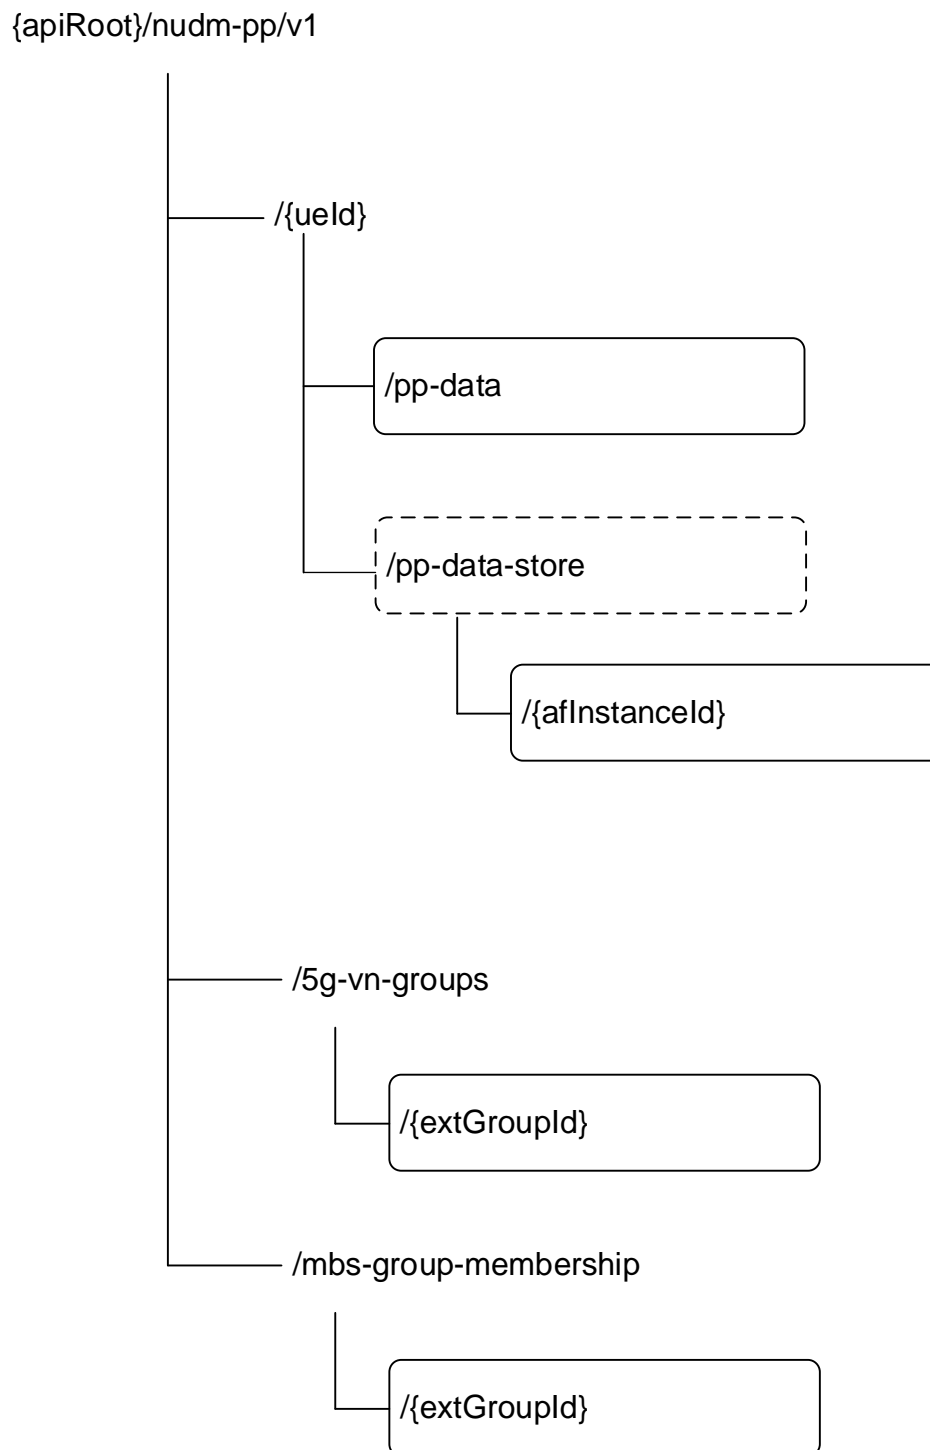 {apiRoot}/nudm-pp/v1
/{ueId}
/pp-data
/pp-data-store
/{afInstanceId}
/5g-vn-groups
/{extGroupId}
/mbs-group-membership
/{extGroupId}